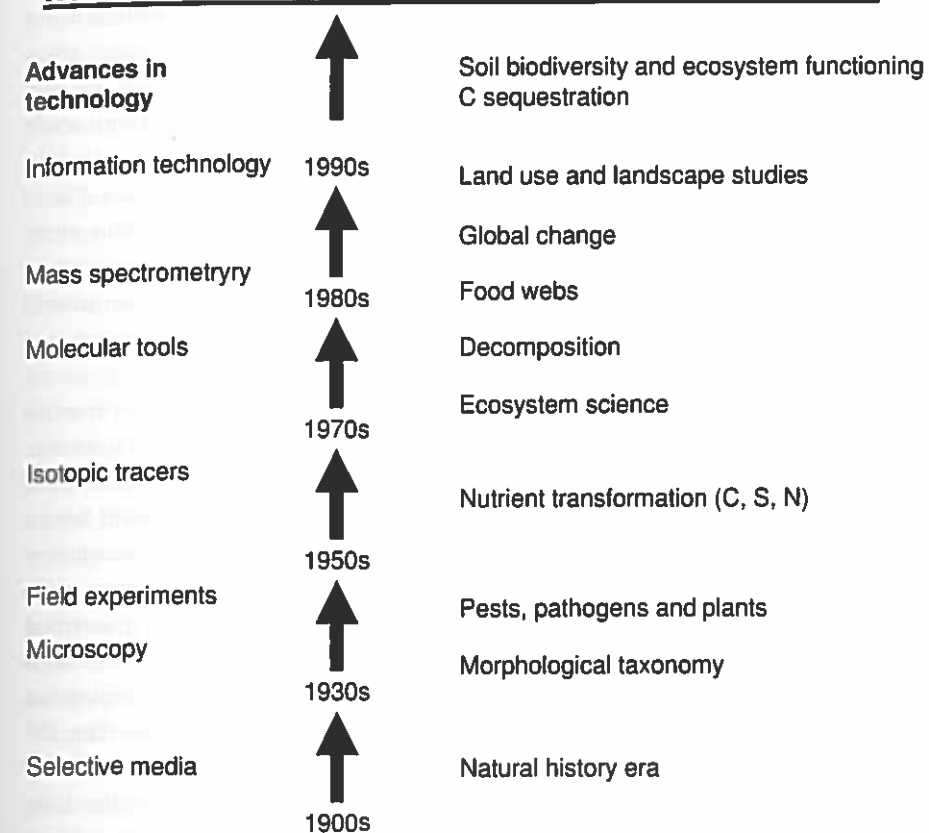 Advances in
technology
Soil biodiversity and ecosystem functioning
C sequestration
Information technology
1990s
Land use and landscape studies
Global change
Mass spectrometryry
1980s
Food webs
Molecular tools
Decomposition
Ecosystem science
1970s
Isotopic tracers
Nutrient transformation (C, S, N)
1950s
Field experiments
Pests, pathogens and plants
Microscopy
Morphological taxonomy
1930s
Selective media
Natural history era
1900s